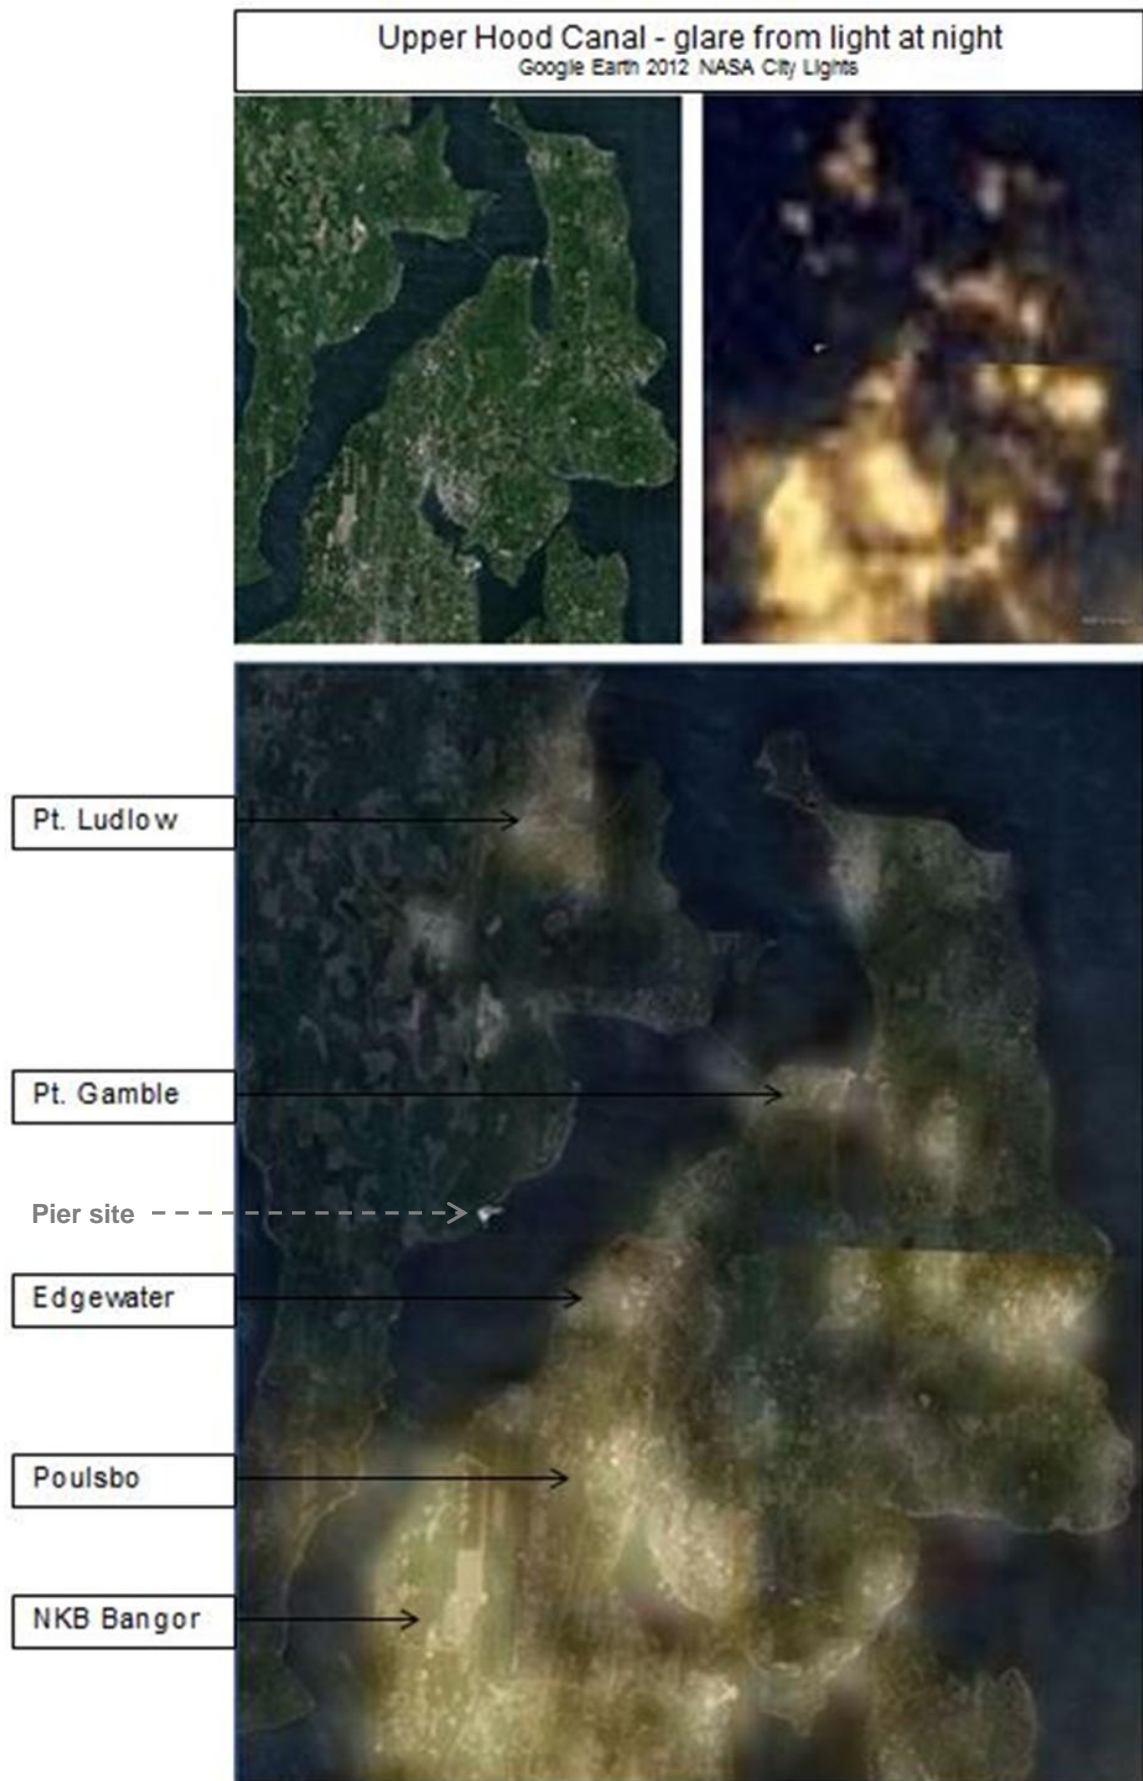 Upper Hood Canal - glare from light at night
Google Earth 2012 NASA City Lights
Pt. Ludlow
Pt. Gamble
Pier site
Edgewater
Poulsbo
NKB Bangor